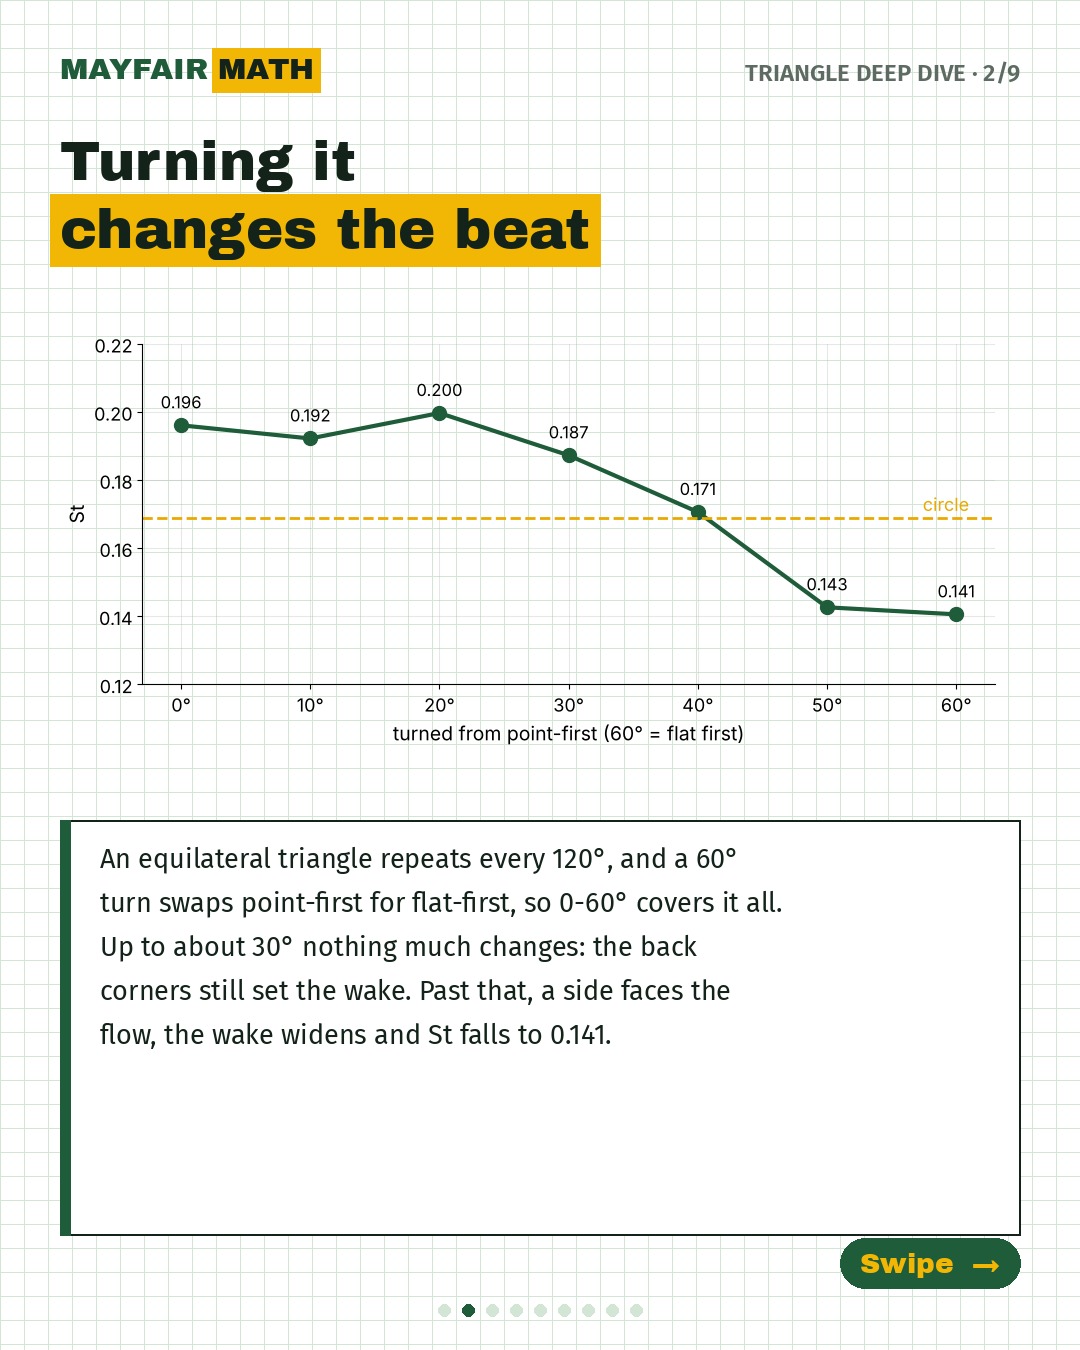 MAYFAIR MATH
TRIANGLE DEEP DIVE · 2/9
Turning it
changes the beat
0.22
0.20
0.18
0.16
0.14
0.12
St
0.196
0.192
0.200
0.187
0.171
0.143
0.141
circle
0°
10°
20°
30°
40°
50°
60°
turned from point-first (60° = flat first)
An equilateral triangle repeats every 120°, and a 60°
turn swaps point-first for flat-first, so 0-60° covers it all.
Up to about 30° nothing much changes: the back
corners still set the wake. Past that, a side faces the
flow, the wake widens and St falls to 0.141.
Swipe →